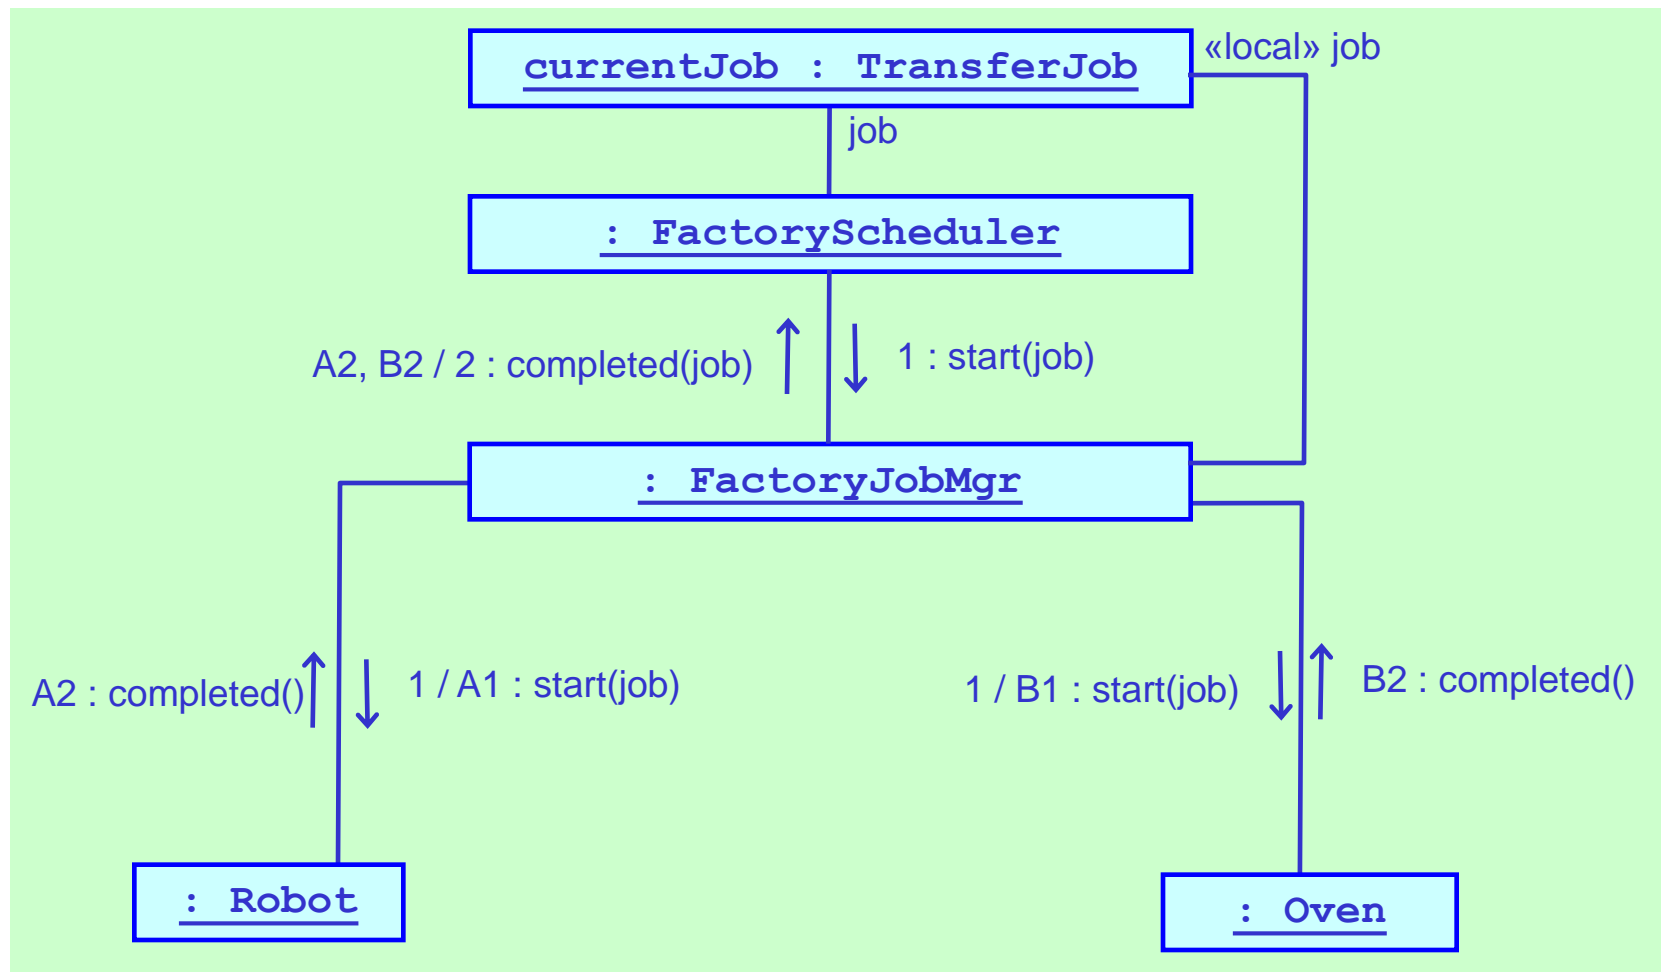 «local» job
currentJob : TransferJob
job
: FactoryScheduler
A2, B2 / 2 : completed(job)
1 : start(job)
: FactoryJobMgr
A2 : completed()
1 / A1 : start(job)
1 / B1 : start(job)
B2 : completed()
: Robot
: Oven